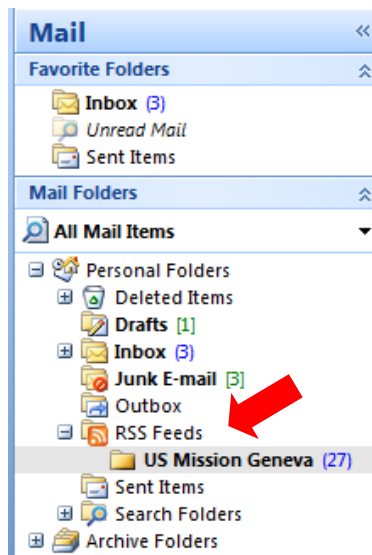 Mail
Favorite Folders
Inbox (3)
Unread Mail
Sent Items
Mail Folders
All Mail Items
Personal Folders
Deleted Items
Drafts [1]
Inbox (3)
Junk E-mail [3]
Outbox
RSS Feeds
US Mission Geneva (27)
Sent Items
Search Folders
Archive Folders